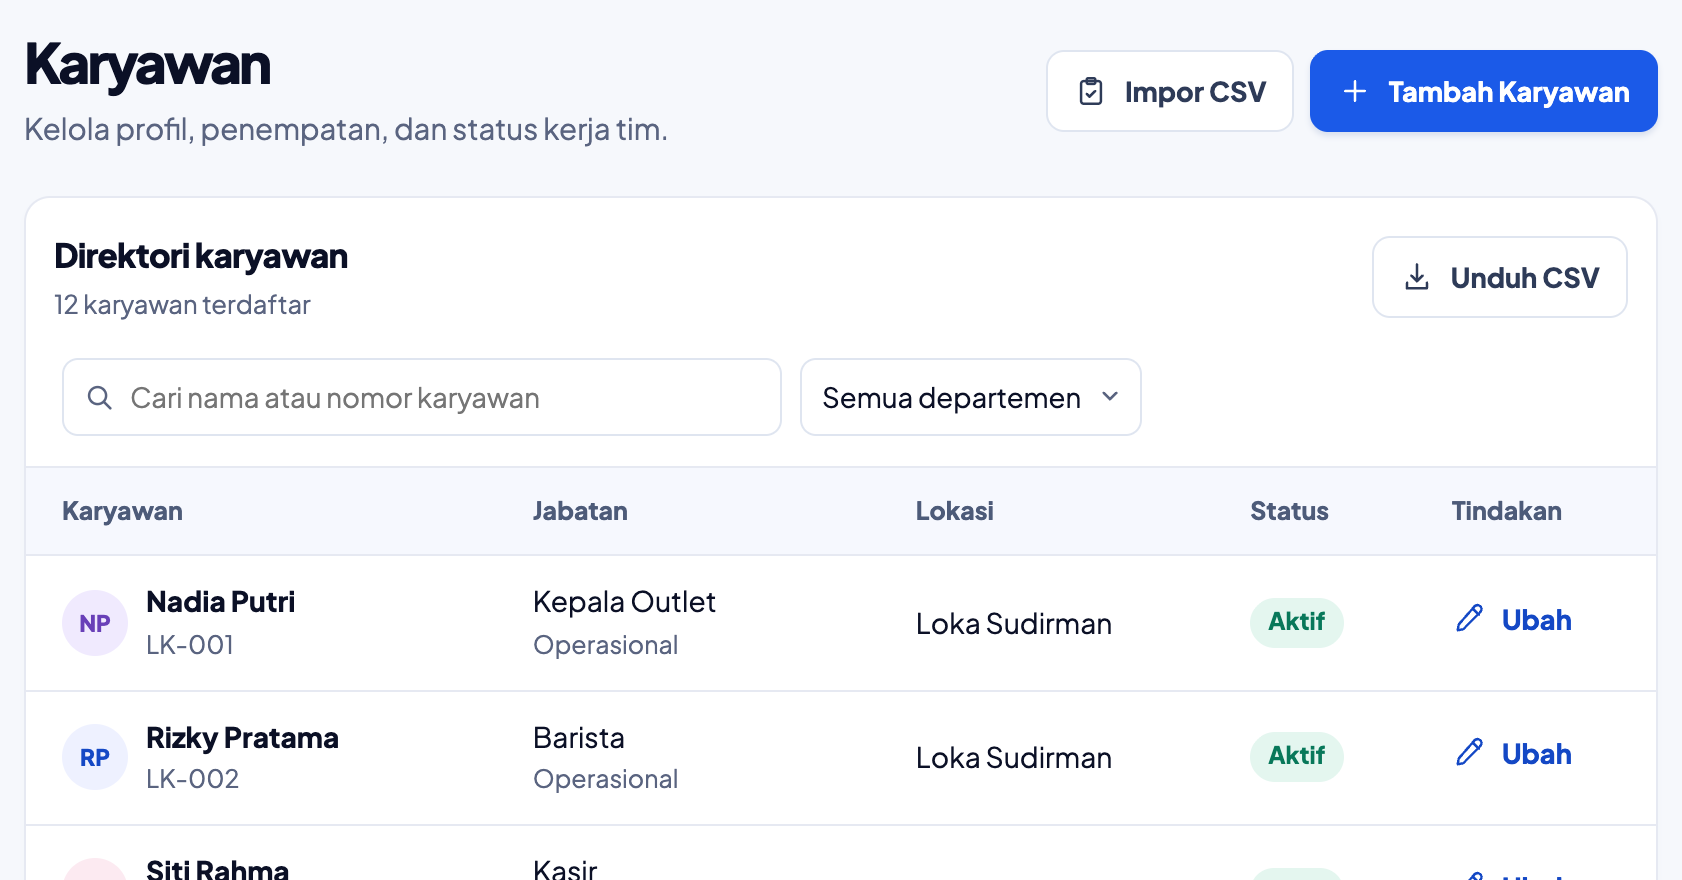 Karyawan
Kelola profil, penempatan, dan status kerja tim.
Impor CSV
Tambah Karyawan
Direktori karyawan
12 karyawan terdaftar
Unduh CSV
Cari nama atau nomor karyawan
Semua departemen
Karyawan Jabatan Lokasi Status Tindakan
NP
Nadia Putri
LK-001
Kepala Outlet
Operasional
Loka Sudirman
Aktif
Ubah
RP
Rizky Pratama
LK-002
Barista
Operasional
Loka Sudirman
Aktif
Ubah
Siti Rahma
Kasir